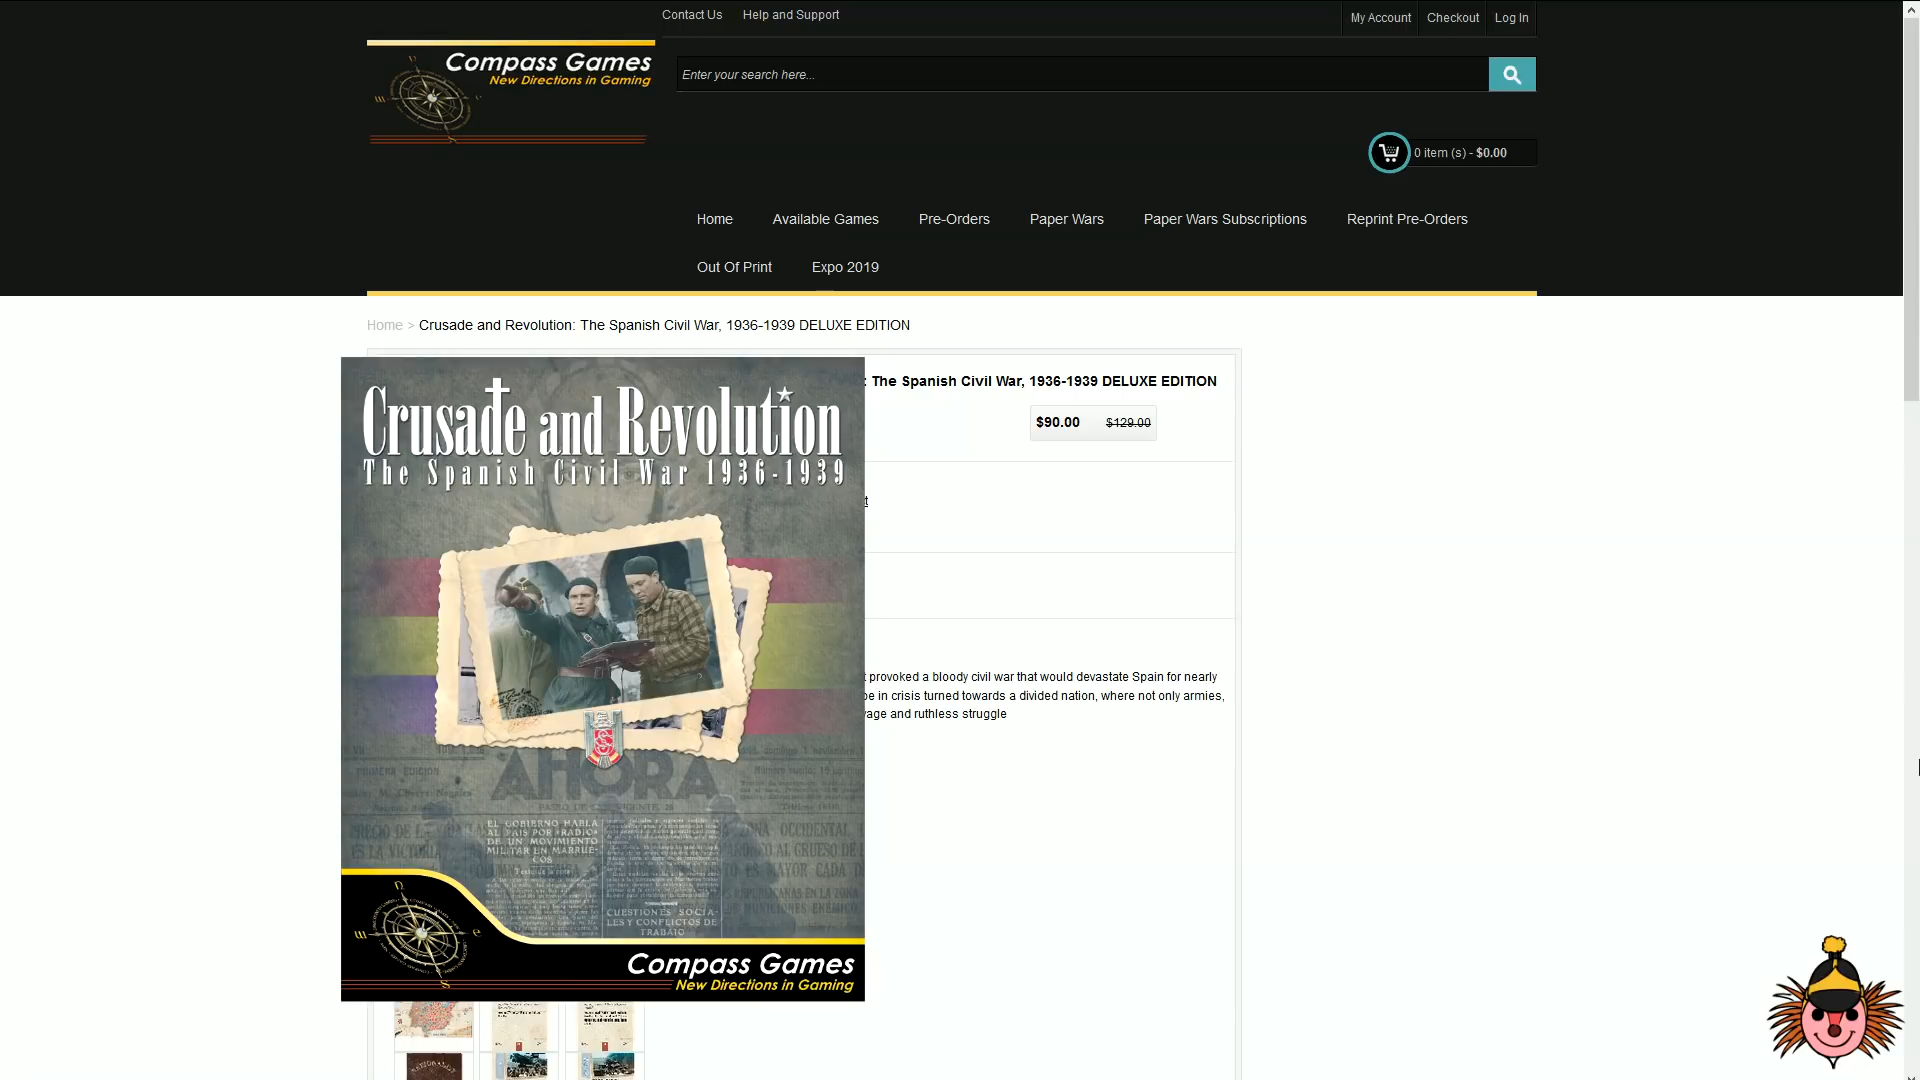 Contact Us
Help and Support
My Account
Checkout
Log In
Compass Games
New Directions in Gaming
Enter your search here...
0 item (s) - $0.00
Home
Available Games
Pre-Orders
Paper Wars
Paper Wars Subscriptions
Reprint Pre-Orders
Out Of Print
Expo 2019
Home > Crusade and Revolution: The Spanish Civil War, 1936-1939 DELUXE EDITION
: The Spanish Civil War, 1936-1939 DELUXE EDITION
$90.00
$129.00
Crusade and Revolution
The Spanish Civil War 1936-1939
provoked a bloody civil war that would devastate Spain for nearly
in crisis turned towards a divided nation, where not only armies,
and ruthless struggle
AHORA
PRIMERA EDICION
EL GOBIERNO HABLA
AL PAIS POR «RADIO»
DE UN MOVIMIENTO
MILITAR EN MARRUE-
COS
CUESTIONES SOCIA-
LES Y CONFLICTOS DE
TRABAJO
Compass Games
New Directions in Gaming